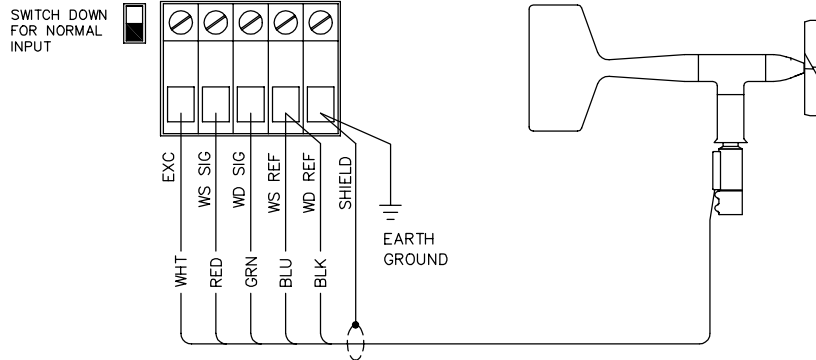 SWITCH DOWN
FOR NORMAL
INPUT
EXC
WS SIG
WD SIG
WS REF
WD REF
SHIELD
EARTH
GROUND
WHT
RED
GRN
BLU
BLK